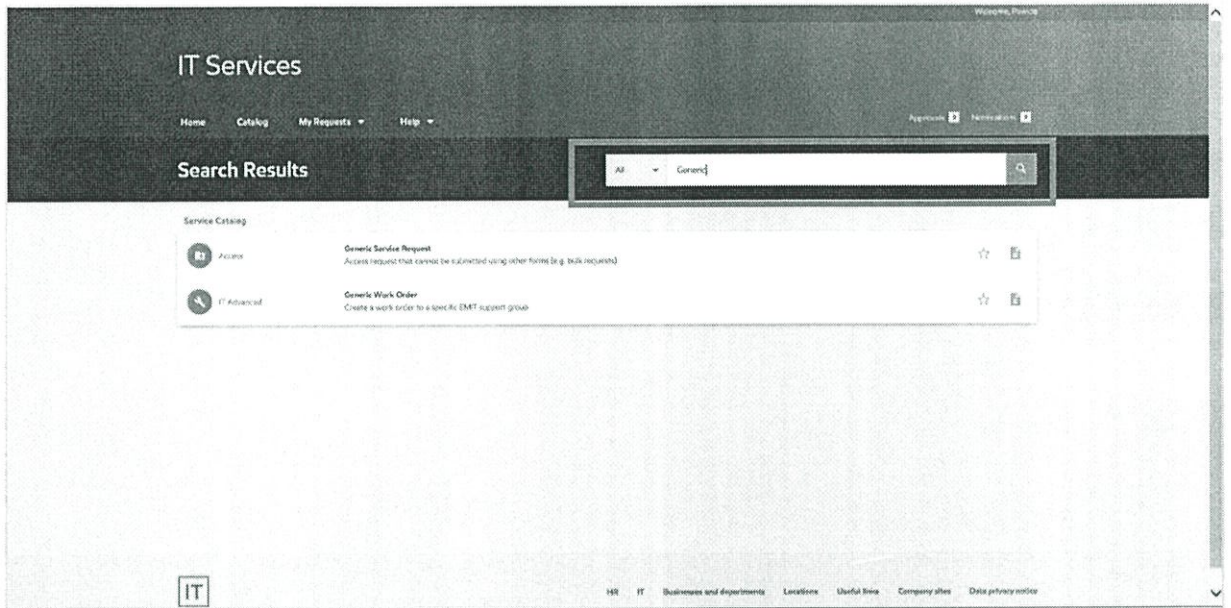 Welcome,
IT Services
Home Catalog My Requests Help
Approvals Notifications
Search Results
All Generic
Service Catalog
Access
Generic Service Request
Access request that cannot be submitted using other forms (e.g. bulk requests)
IT Advanced
Generic Work Order
Create a work order to a specific EMIT support group
IT
HR IT Businesses and departments Locations Useful links Company sites Data privacy notice